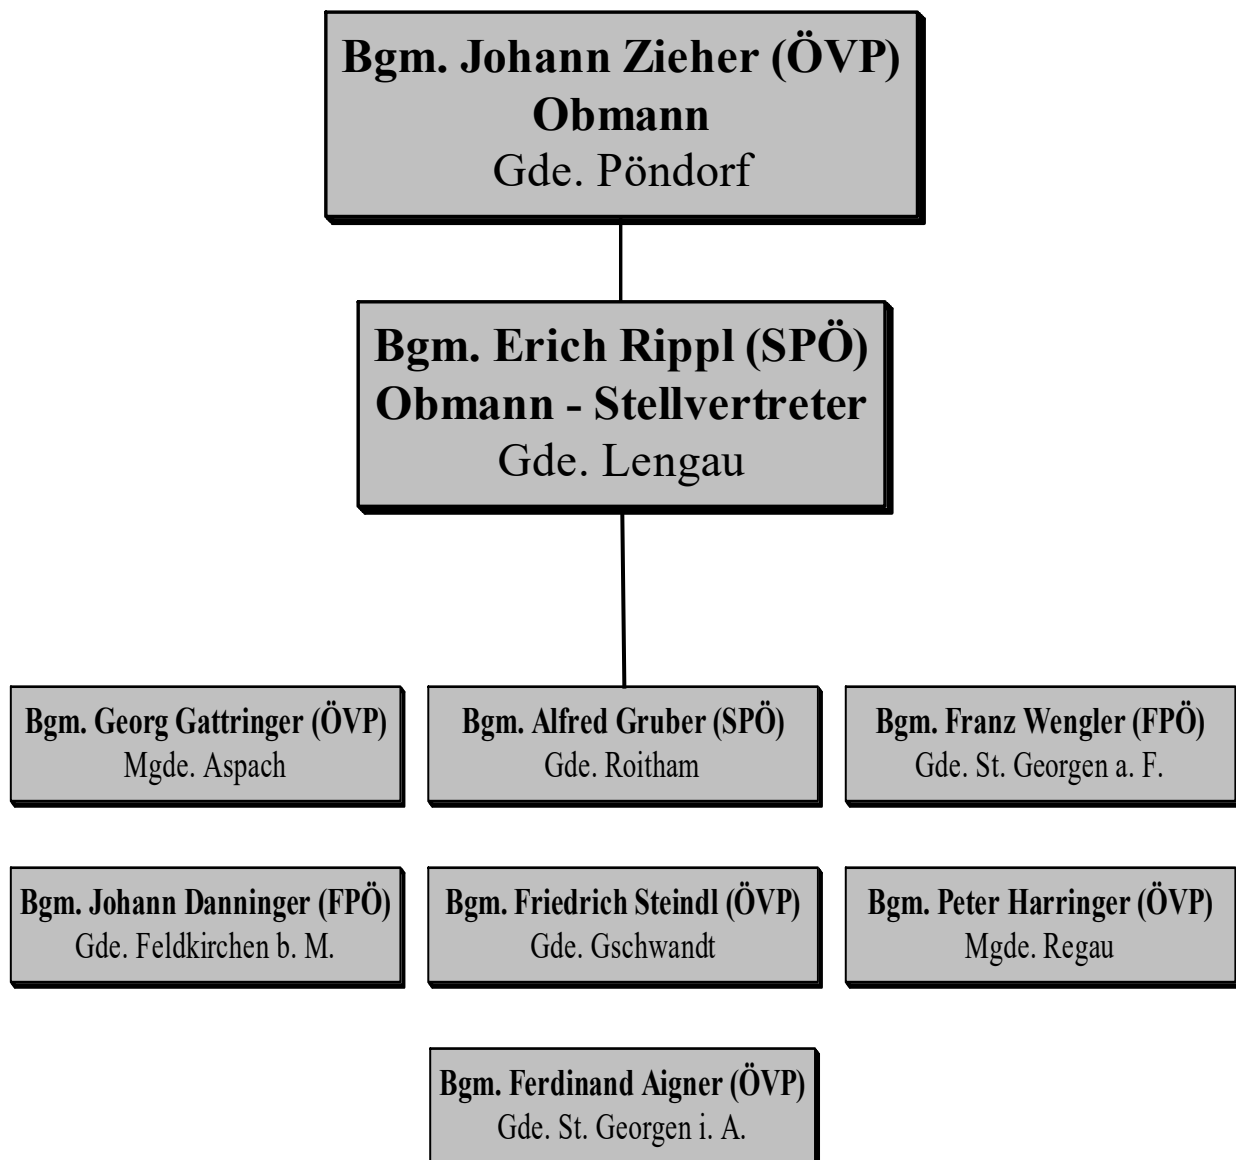 Bgm. Johann Zieher (ÖVP)
Obmann
Gde. Pöndorf
Bgm. Erich Rippl (SPÖ)
Obmann - Stellvertreter
Gde. Lengau
Bgm. Georg Gattringer (ÖVP)
Mgde. Aspach
Bgm. Alfred Gruber (SPÖ)
Gde. Roitham
Bgm. Franz Wengler (FPÖ)
Gde. St. Georgen a. F.
Bgm. Johann Danninger (FPÖ)
Gde. Feldkirchen b. M.
Bgm. Friedrich Steindl (ÖVP)
Gde. Gschwandt
Bgm. Peter Harringer (ÖVP)
Mgde. Regau
Bgm. Ferdinand Aigner (ÖVP)
Gde. St. Georgen i. A.